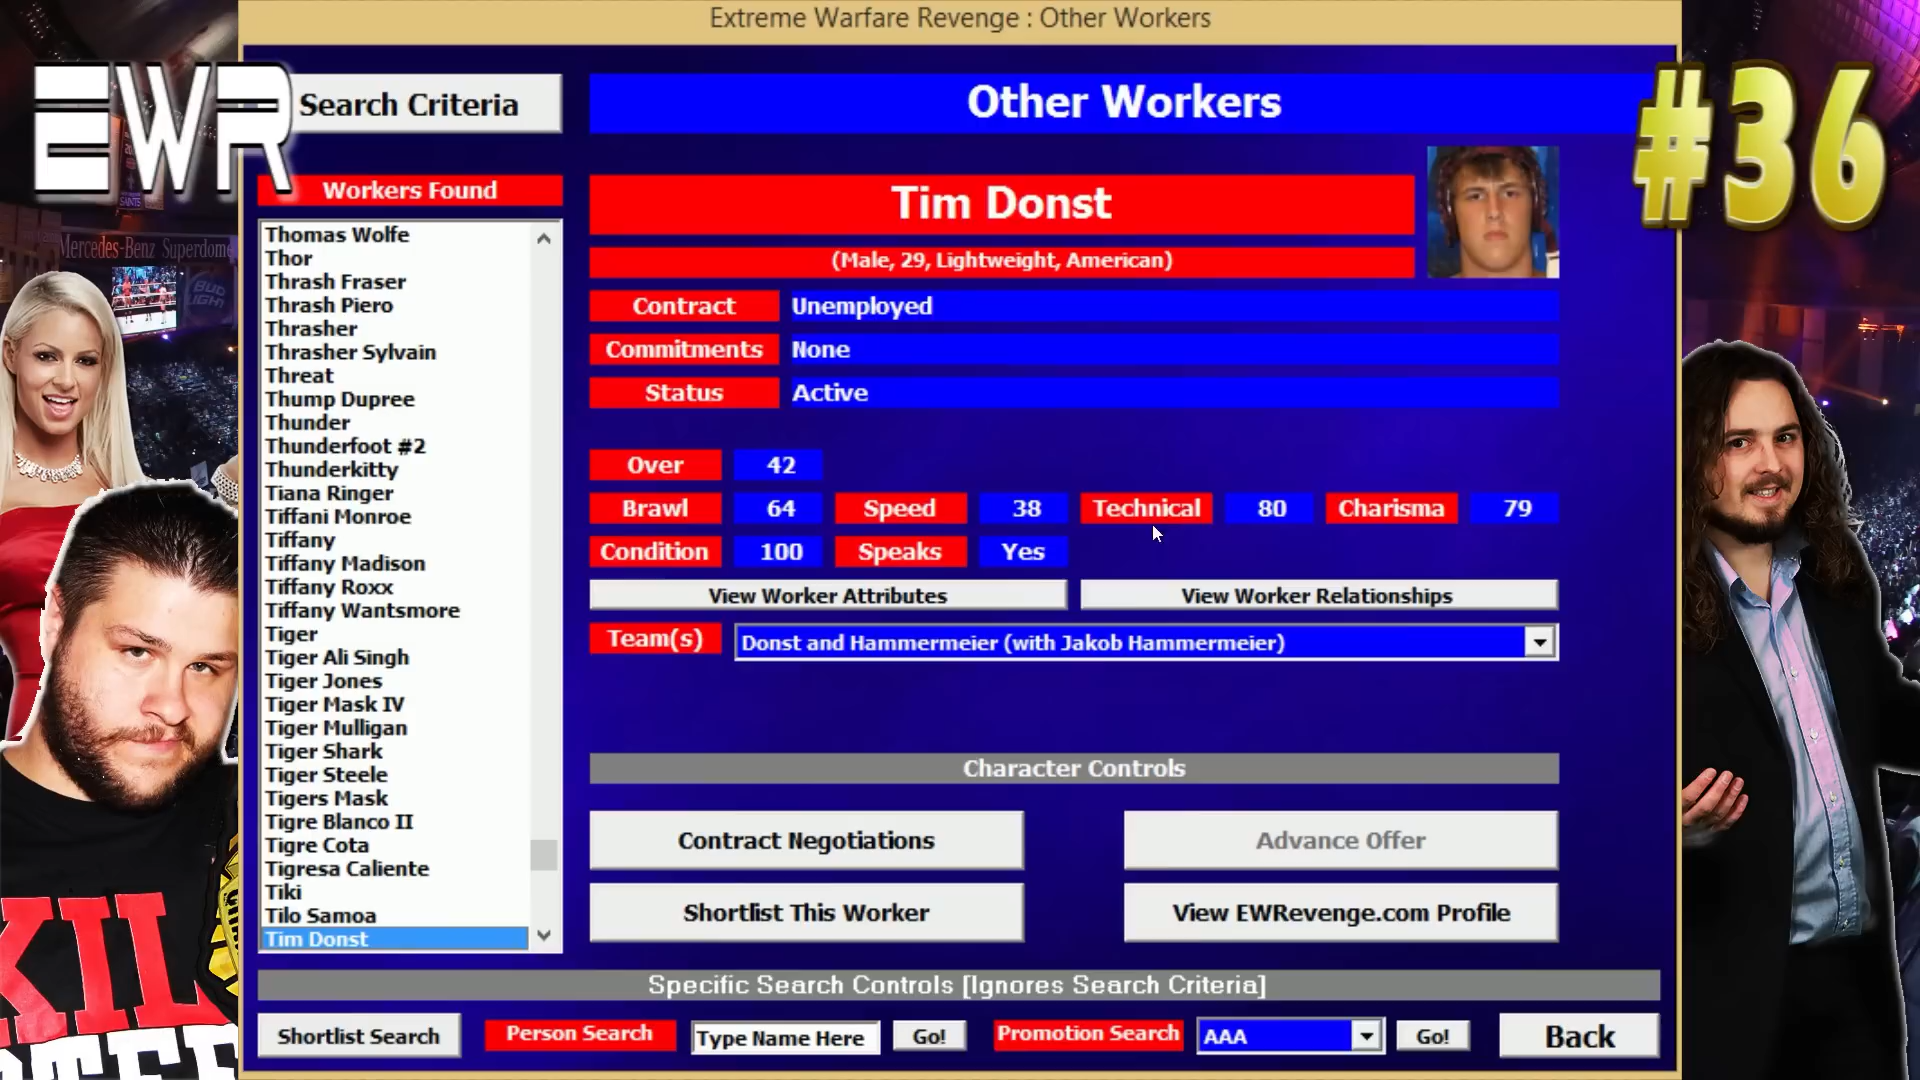 Extreme Warfare Revenge : Other Workers
EWR
#36
Search Criteria
Other Workers
Workers Found
Thomas Wolfe
Thor
Thrash Fraser
Thrash Piero
Thrasher
Thrasher Sylvain
Threat
Thump Dupree
Thunder
Thunderfoot #2
Thunderkitty
Tiana Ringer
Tiffani Monroe
Tiffany
Tiffany Madison
Tiffany Roxx
Tiffany Wantsmore
Tiger
Tiger Ali Singh
Tiger Jones
Tiger Mask IV
Tiger Mulligan
Tiger Shark
Tiger Steele
Tigers Mask
Tigre Blanco II
Tigre Cota
Tigresa Caliente
Tiki
Tilo Samoa
Tim Donst
Tim Donst
(Male, 29, Lightweight, American)
Contract Unemployed
Commitments None
Status Active
Over 42
Brawl 64 Speed 38 Technical 80 Charisma 79
Condition 100 Speaks Yes
View Worker Attributes View Worker Relationships
Team(s) Donst and Hammermeier (with Jakob Hammermeier)
Character Controls
Contract Negotiations Advance Offer
Shortlist This Worker View EWRevenge.com Profile
Specific Search Controls [Ignores Search Criteria]
Shortlist Search Person Search Type Name Here Go! Promotion Search AAA Go! Back
Mercedes-Benz Superdome
BUD LIGHT
SAINTS